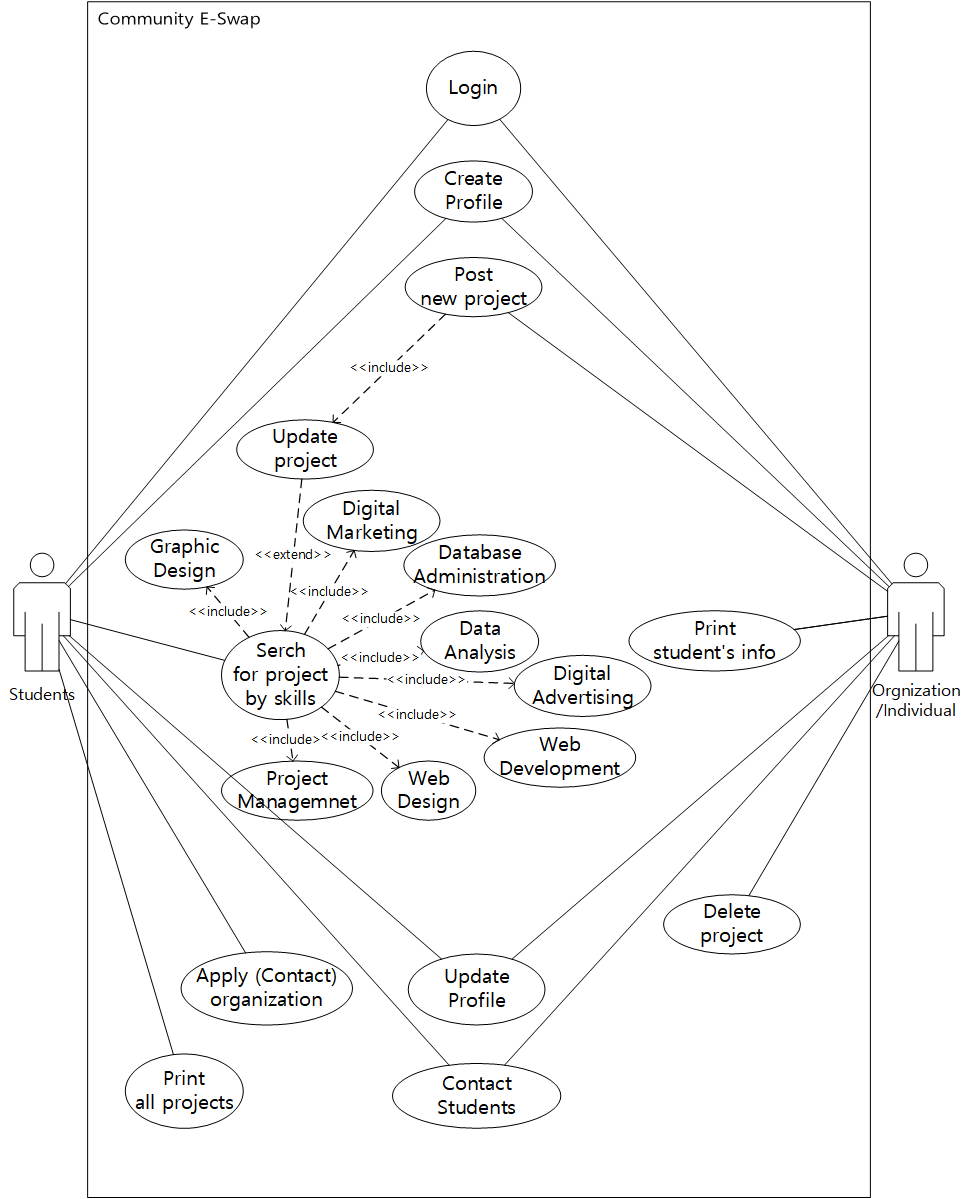 Community E-Swap
Login
Create
Profile
Post
new project
<<include>>
Update
project
Digital
Marketing
Graphic
Design
<<extend>>
Database
Administration
<<include>>
<<include>>
<<include>>
Data
Analysis
Print
student's info
Serch
for project
by skills
<<include>>
<<include>>
Digital
Advertising
Students
Orgnization
/Individual
<<include>>
<<include>
<<include>>
Web
Development
Project
Managemnet
Web
Design
Delete
project
Apply (Contact)
organization
Update
Profile
Print
all projects
Contact
Students